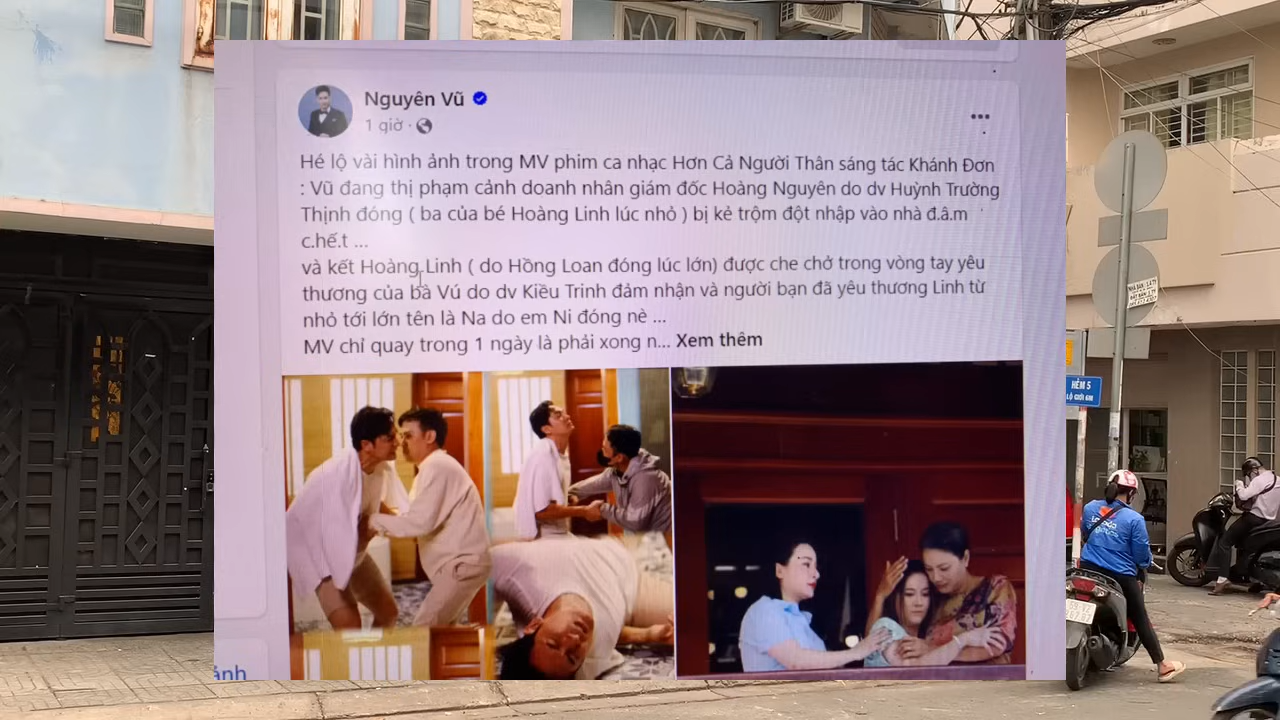 Nguyên Vũ
1 giờ ·
Hé lộ vài hình ảnh trong MV phim ca nhạc Hơn Cả Người Thân sáng tác Khánh Đơn
: Vũ đang thị phạm cảnh doanh nhân giám đốc Hoàng Nguyên do dv Huỳnh Trường
Thịnh đóng ( ba của bé Hoàng Linh lúc nhỏ ) bị kẻ trộm đột nhập vào nhà đ.â.m
c.hế.t ...
và kết Hoàng Linh ( do Hồng Loan đóng lúc lớn) được che chở trong vòng tay yêu
thương của bà Vú do dv Kiều Trinh đảm nhận và người bạn đã yêu thương Linh từ
nhỏ tới lớn tên là Na do em Ni đóng nè ...
MV chỉ quay trong 1 ngày là phải xong n... Xem thêm
ảnh
HẺM 5
LỘ GIỚI 6M